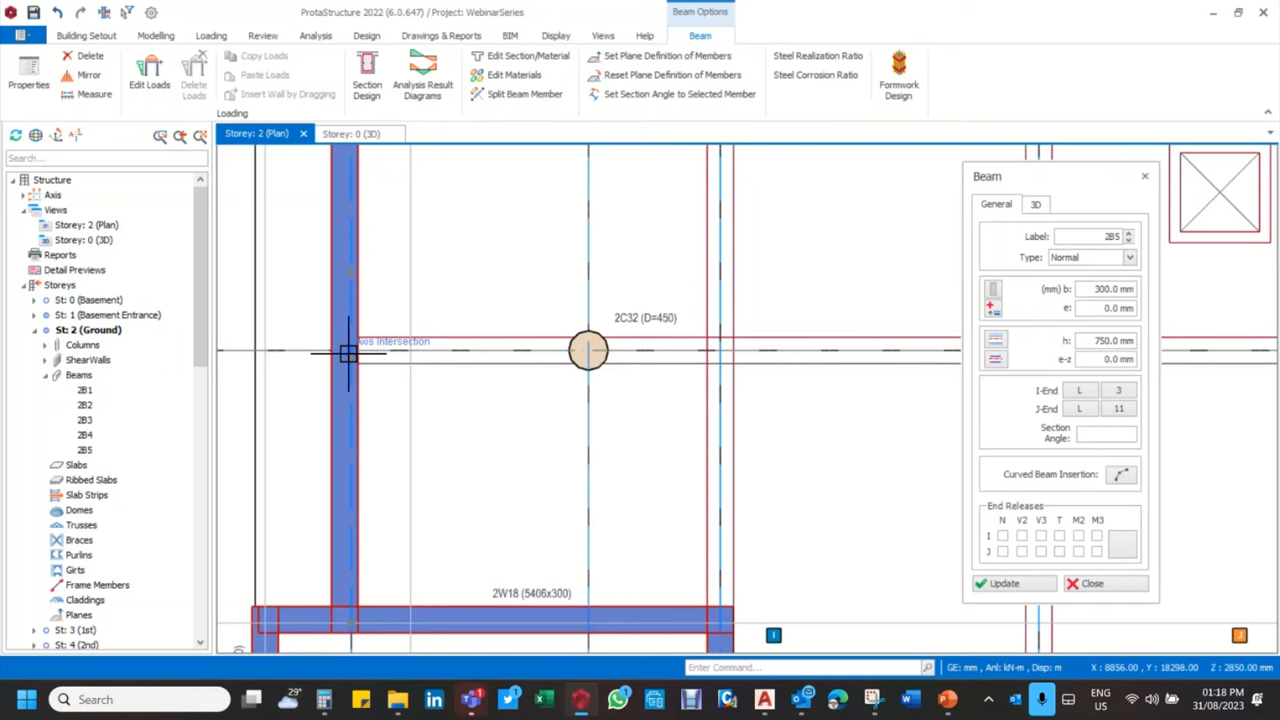 ProtaStructure 2022 (6.0.647) / Project: WebinarSeries
Beam Options
Building Setout
Modelling
Loading
Review
Analysis
Design
Drawings & Reports
BIM
Display
Views
Help
Beam
Properties
Delete
Mirror
Measure
Edit Loads
Delete Loads
Copy Loads
Paste Loads
Insert Wall by Dragging
Loading
Section Design
Analysis Result Diagrams
Edit Section/Material
Edit Materials
Split Beam Member
Set Plane Definition of Members
Reset Plane Definition of Members
Set Section Angle to Selected Member
Steel Realization Ratio
Steel Corrosion Ratio
Formwork Design
Storey: 2 (Plan)
Storey: 0 (3D)
Search...
Structure
Axis
Views
Storey: 2 (Plan)
Storey: 0 (3D)
Reports
Detail Previews
Storeys
St: 0 (Basement)
St: 1 (Basement Entrance)
St: 2 (Ground)
Columns
ShearWalls
Beams
2B1
2B2
2B3
2B4
2B5
Slabs
Ribbed Slabs
Slab Strips
Domes
Trusses
Braces
Purlins
Girts
Frame Members
Claddings
Planes
St: 3 (1st)
St: 4 (2nd)
Axis Intersection
2C32 (D=450)
2W18 (5406x300)
Beam
General
3D
Label: 2B5
Type: Normal
(mm) b: 300.0 mm
e: 0.0 mm
h: 750.0 mm
e-z 0.0 mm
I-End L 3
J-End L 11
Section Angle:
Curved Beam Insertion:
End Releases
N V2 V3 T M2 M3
I
J
Update
Close
I
J
Enter Command...
GE: mm , Anl: kN-m , Disp: m
X : 8856.00 , Y : 18298.00
Z : 2850.00 mm
Search
29°
ENG
US
01:18 PM
31/08/2023